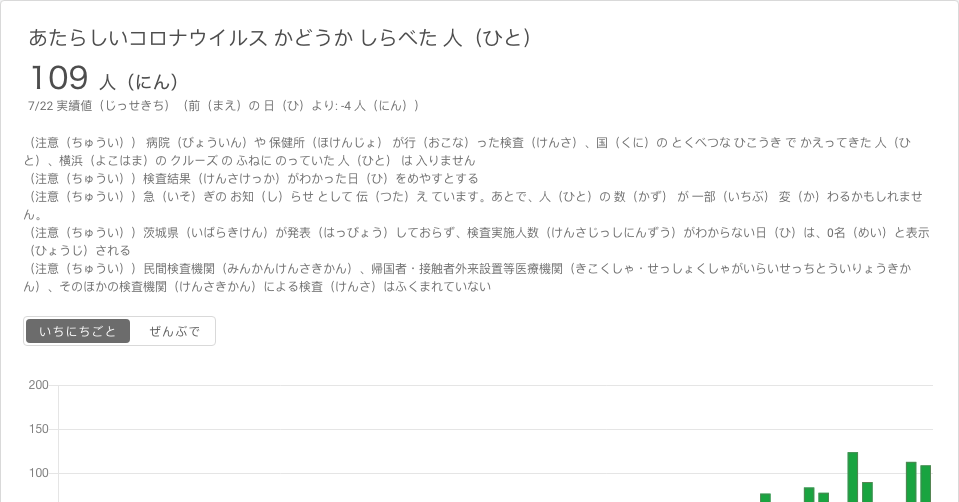 あたらしいコロナウイルス かどうか しらべた 人（ひと）
109 人（にん）
7/22 実績値（じっせきち）（前（まえ）の 日（ひ）より: -4 人（にん））
（注意（ちゅうい）） 病院（びょういん）や 保健所（ほけんじょ） が行（おこな）った検査（けんさ）、国（くに）の とくべつな ひこうき で かえってきた 人（ひ
と）、横浜（よこはま）の クルーズ の ふねに のっていた 人（ひと） は 入りません
（注意（ちゅうい））検査結果（けんさけっか）がわかった日（ひ）をめやすとする
（注意（ちゅうい））急（いそ）ぎの お知（し）らせ として 伝（つた）え ています。あとで、人（ひと）の 数（かず） が 一部（いちぶ） 変（か）わるかもしれませ
ん。
（注意（ちゅうい））茨城県（いばらきけん）が発表（はっぴょう）しておらず、検査実施人数（けんさじっしにんずう）がわからない日（ひ）は、0名（めい）と表示
（ひょうじ）される
（注意（ちゅうい））民間検査機関（みんかんけんさきかん）、帰国者・接触者外来設置等医療機関（きこくしゃ・せっしょくしゃがいらいせっちとういりょうきか
ん）、そのほかの検査機関（けんさきかん）による検査（けんさ）はふくまれていない
いちにちごと ぜんぶで
200
150
100